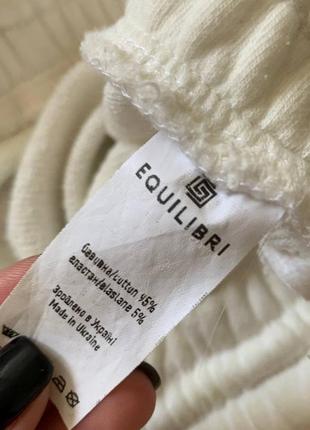 EQUILIBRI
бавовна/cotton 95%
еластан/elastane 5%
Зроблено в Україні
Made in Ukraine